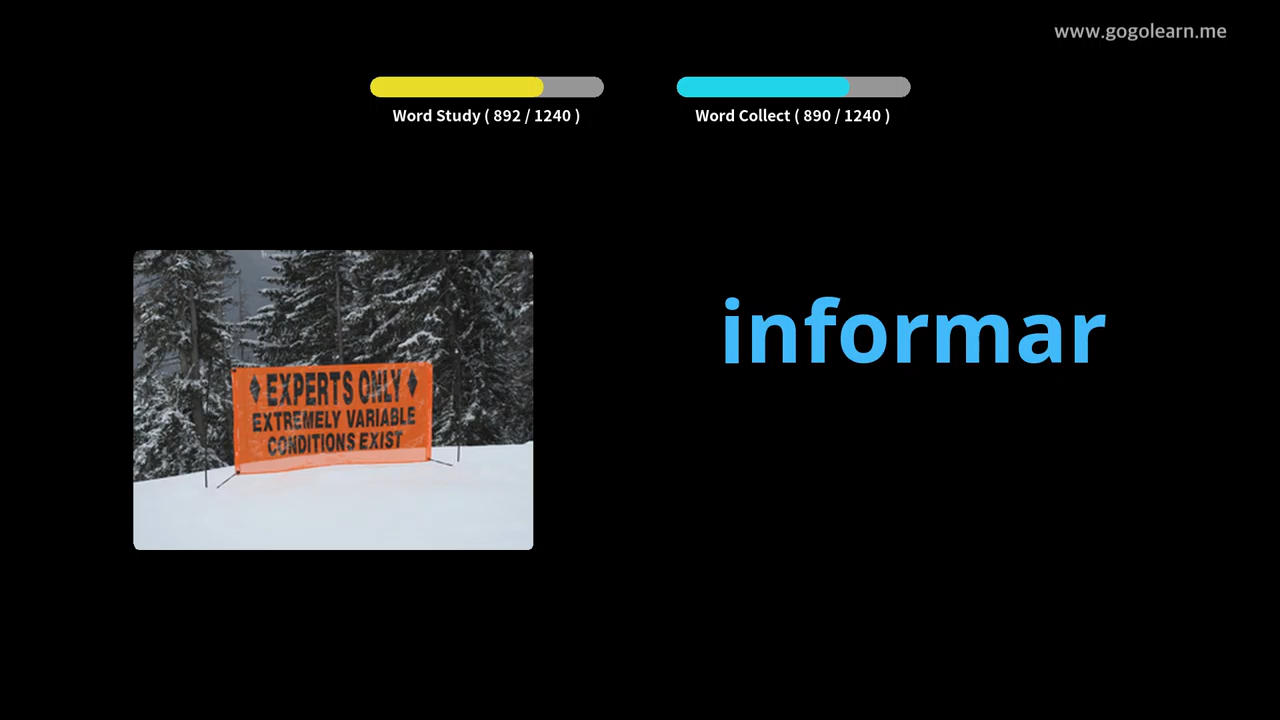 www.gogolearn.me
Word Study ( 892 / 1240 )
Word Collect ( 890 / 1240 )
EXPERTS ONLY
EXTREMELY VARIABLE
CONDITIONS EXIST
informar